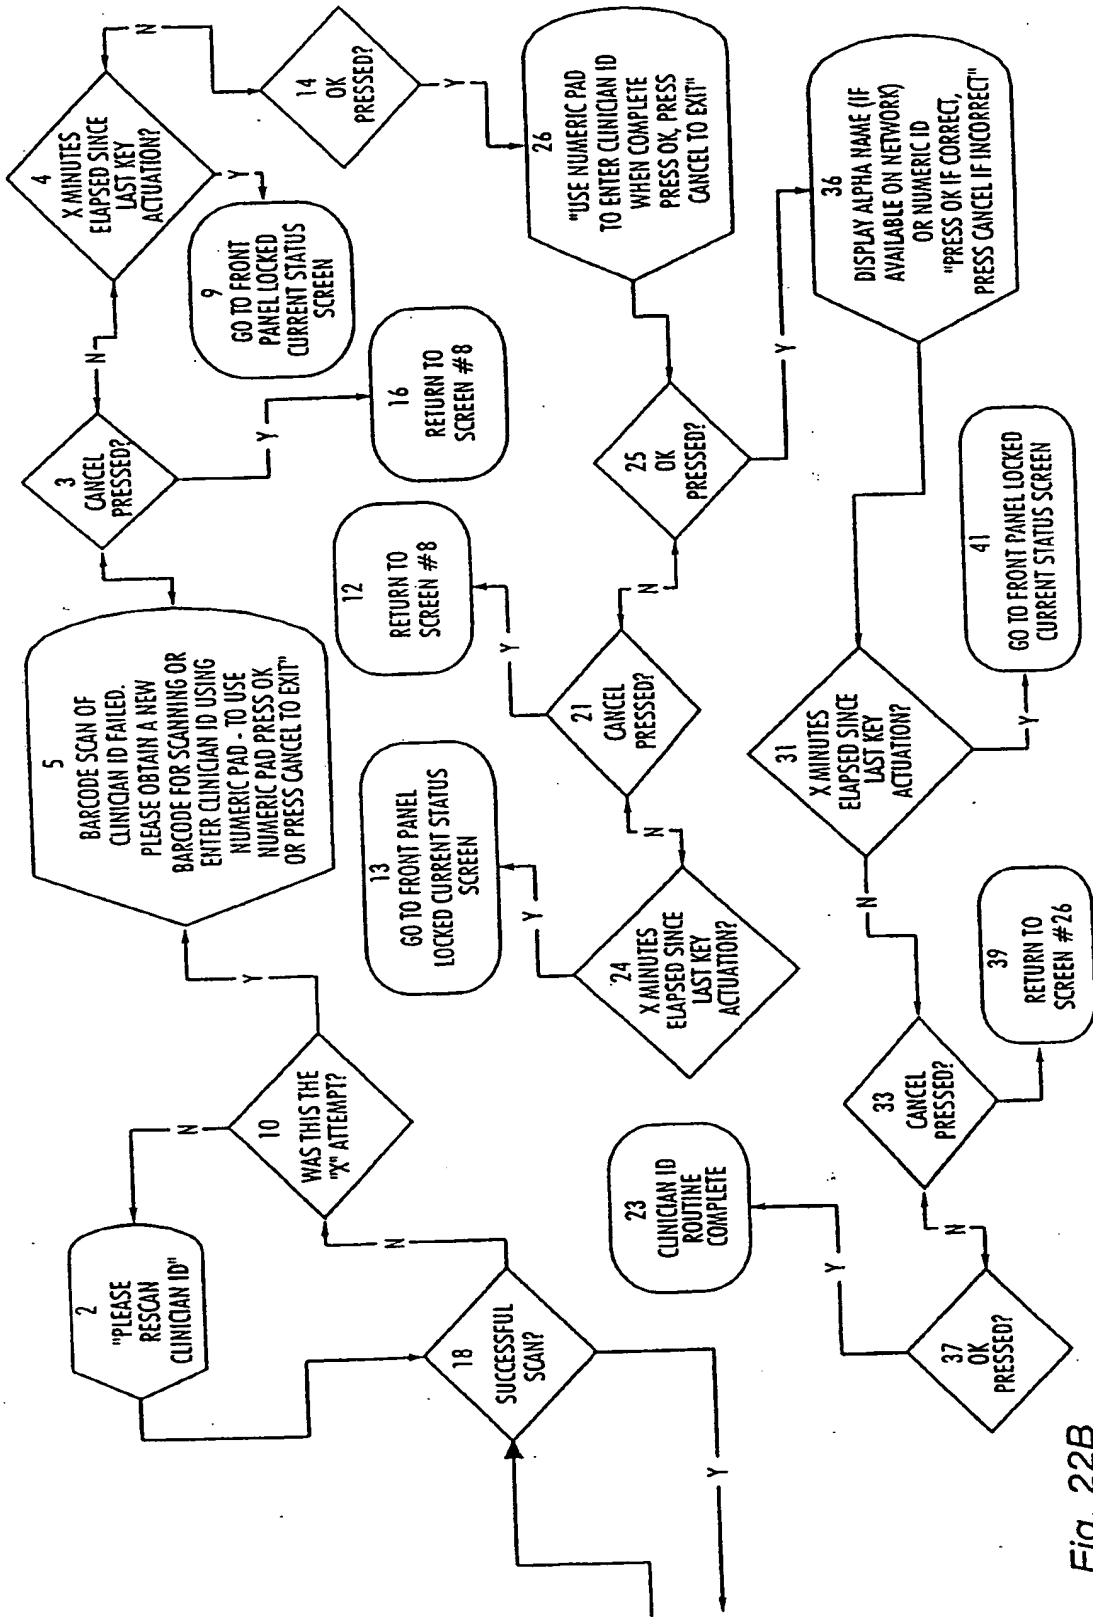 2
"PLEASE
RESCAN
CLINICIAN ID"
N
10
WAS THIS THE
"X" ATTEMPT?
Y
N
18
SUCCESSFUL
SCAN?
Y
5
BARCODE SCAN OF
CLINICIAN ID FAILED.
PLEASE OBTAIN A NEW
BARCODE FOR SCANNING OR
ENTER CLINICIAN ID USING
NUMERIC PAD - TO USE
NUMERIC PAD PRESS OK
OR PRESS CANCEL TO EXIT"
3
CANCEL
PRESSED?
N
Y
16
RETURN TO
SCREEN #8
4
X MINUTES
ELAPSED SINCE
LAST KEY
ACTUATION?
Y
N
9
GO TO FRONT
PANEL LOCKED
CURRENT STATUS
SCREEN
14
OK
PRESSED?
Y
26
"USE NUMERIC PAD
TO ENTER CLINICIAN ID
WHEN COMPLETE
PRESS OK, PRESS
CANCEL TO EXIT"
25
OK
PRESSED?
N
Y
12
RETURN TO
SCREEN #8
Y
21
CANCEL
PRESSED?
N
13
GO TO FRONT PANEL
LOCKED CURRENT STATUS
SCREEN
Y
24
X MINUTES
ELAPSED SINCE
LAST KEY
ACTUATION?
36
DISPLAY ALPHA NAME (IF
AVAILABLE ON NETWORK)
OR NUMERIC ID
"PRESS OK IF CORRECT,
PRESS CANCEL IF INCORRECT"
31
X MINUTES
ELAPSED SINCE
LAST KEY
ACTUATION?
Y
N
41
GO TO FRONT PANEL LOCKED
CURRENT STATUS SCREEN
33
CANCEL
PRESSED?
N
39
RETURN TO
SCREEN #26
37
OK
PRESSED?
Y
23
CLINICIAN ID
ROUTINE
COMPLETE
Fig. 22B